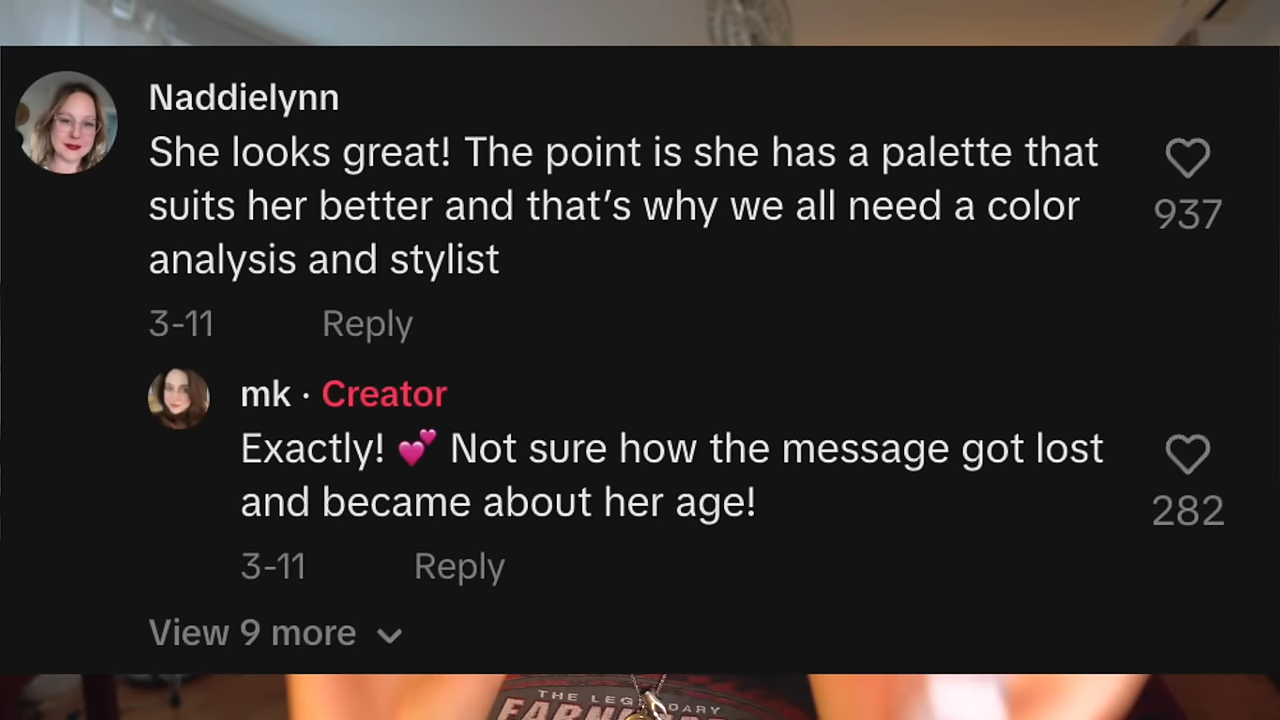 Naddielynn
She looks great! The point is she has a palette that
suits her better and that’s why we all need a color
analysis and stylist
937
3-11 Reply
mk · Creator
Exactly! 💕 Not sure how the message got lost
and became about her age!
282
3-11 Reply
View 9 more
THE LEGENDARY